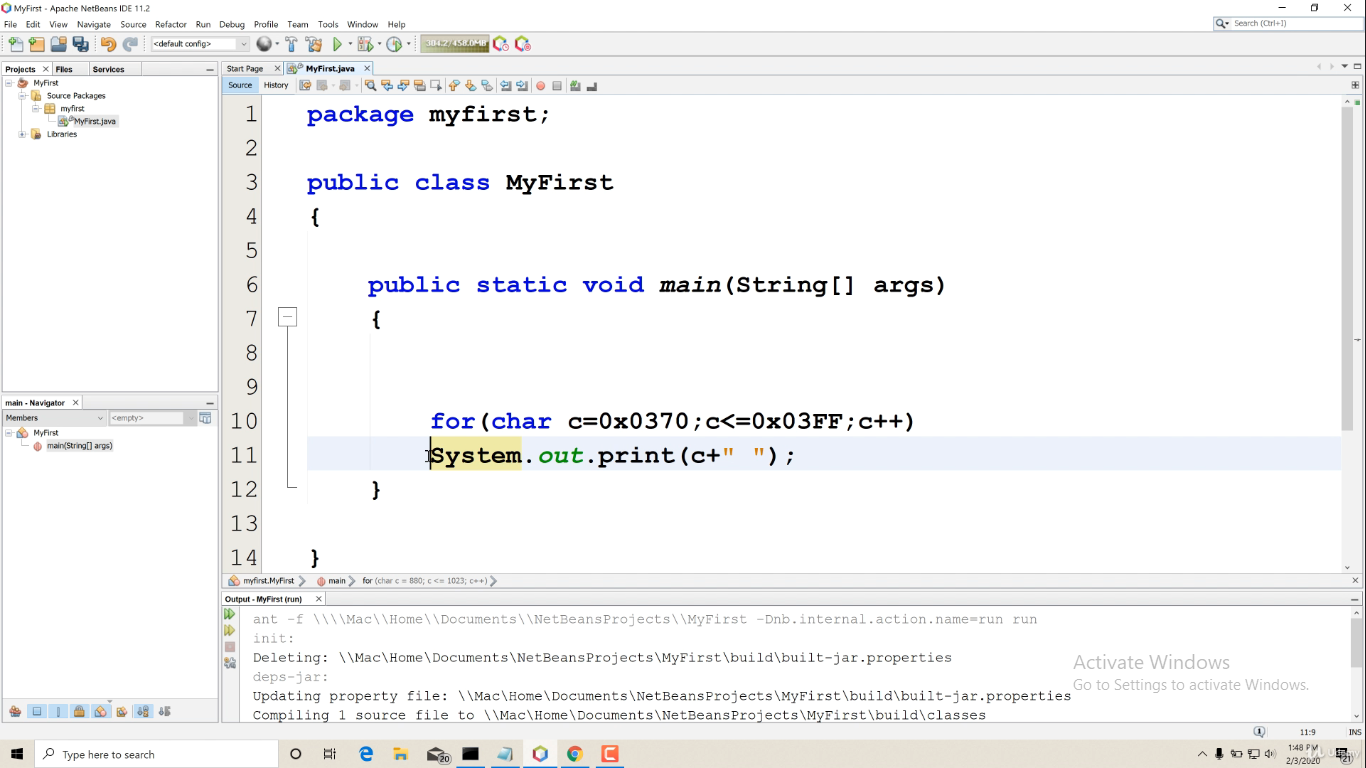 MyFirst - Apache NetBeans IDE 11.2
File Edit View Navigate Source Refactor Run Debug Profile Team Tools Window Help
Search (Ctrl+I)
<default config>
384.2/458.0MB
Projects Files Services
Start Page MyFirst.java
Source History
MyFirst
Source Packages
myfirst
MyFirst.java
Libraries
1 package myfirst;
2
3 public class MyFirst
4 {
5
6 public static void main(String[] args)
7 {
8
9
10 for(char c=0x0370;c<=0x03FF;c++)
11 System.out.print(c+" ");
12 }
13
14 }
main - Navigator
Members <empty>
MyFirst
main(String[] args)
myfirst.MyFirst main for (char c = 880; c <= 1023; c++)
Output - MyFirst (run)
ant -f \\\\Mac\\Home\\Documents\\NetBeansProjects\\MyFirst -Dnb.internal.action.name=run run
init:
Deleting: \\Mac\Home\Documents\NetBeansProjects\MyFirst\build\built-jar.properties
deps-jar:
Updating property file: \\Mac\Home\Documents\NetBeansProjects\MyFirst\build\built-jar.properties
Compiling 1 source file to \\Mac\Home\Documents\NetBeansProjects\MyFirst\build\classes
Activate Windows
Go to Settings to activate Windows.
11:9 INS
Type here to search
20
1:48 PM
2/3/2020
21